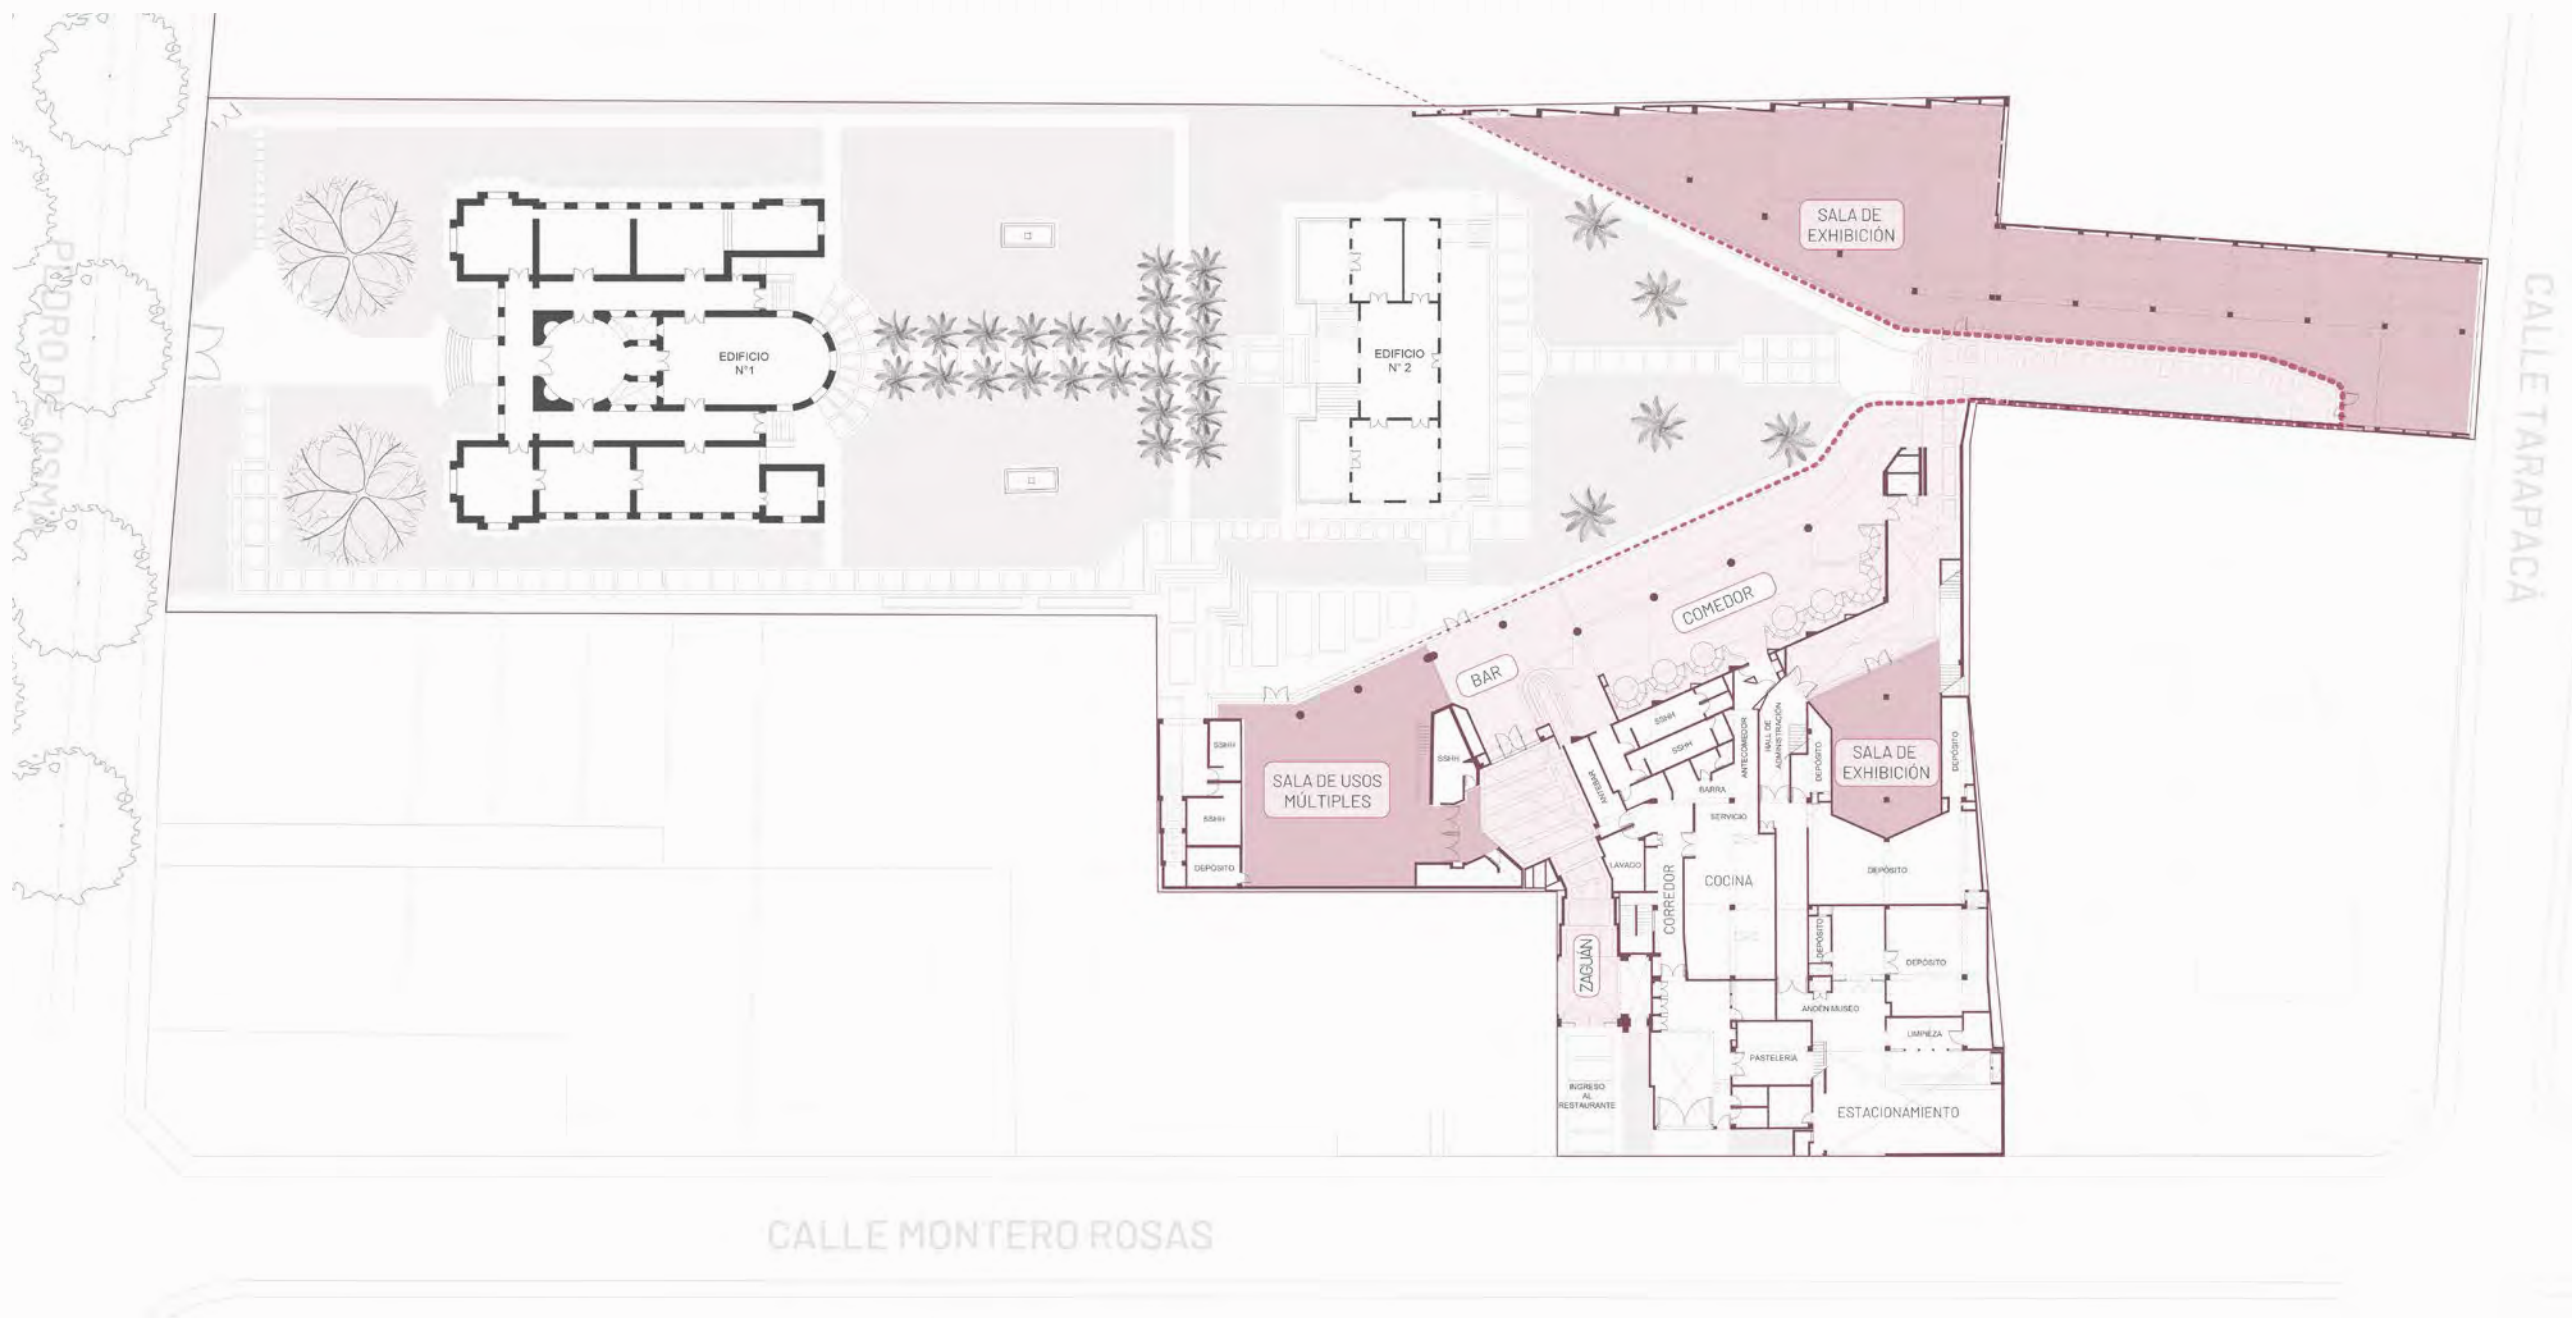 SALA DE
EXHIBICIÓN
EDIFICIO
N°1
EDIFICIO
N° 2
PEDRO DE OSMA
CALLE TARAPACÁ
COMEDOR
BAR
SALA DE USOS
MÚLTIPLES
SSHH
SSHH
DEPÓSITO
SSHH
ANTEBAR
SSHH
SSHH
BARRA
ANTECOMEDOR
HALL DE
ADMINISTRACIÓN
DEPÓSITO
SALA DE
EXHIBICIÓN
DEPÓSITO
SERVICIO
LAVADO
CORREDOR
COCINA
DEPÓSITO
ZAGUÁN
DEPÓSITO
DEPÓSITO
ANDÉN MUSEO
LIMPIEZA
PASTELERÍA
INGRESO
AL
RESTAURANTE
ESTACIONAMIENTO
CALLE MONTERO ROSAS